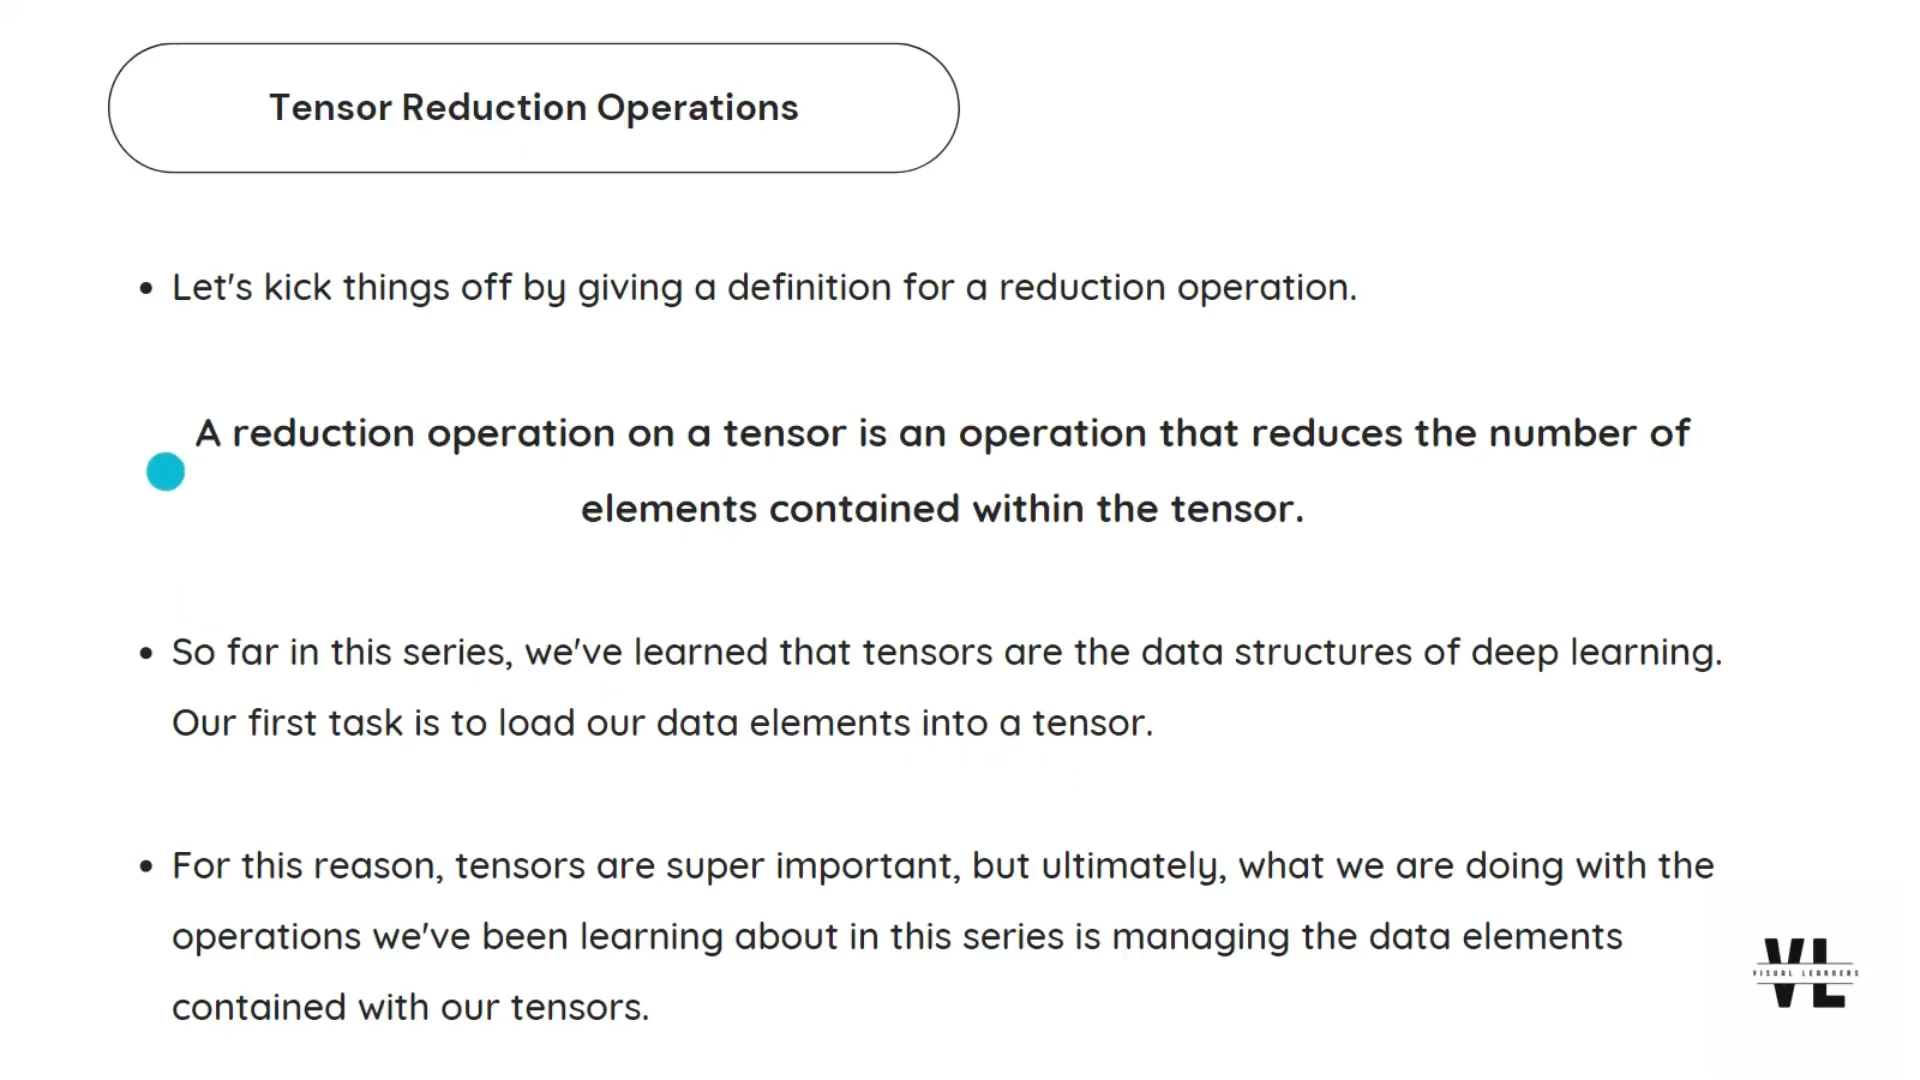 Tensor Reduction Operations
Let's kick things off by giving a definition for a reduction operation.
A reduction operation on a tensor is an operation that reduces the number of
elements contained within the tensor.
So far in this series, we've learned that tensors are the data structures of deep learning.
Our first task is to load our data elements into a tensor.
For this reason, tensors are super important, but ultimately, what we are doing with the
operations we've been learning about in this series is managing the data elements
contained with our tensors.
VL
VISUAL LEARNERS